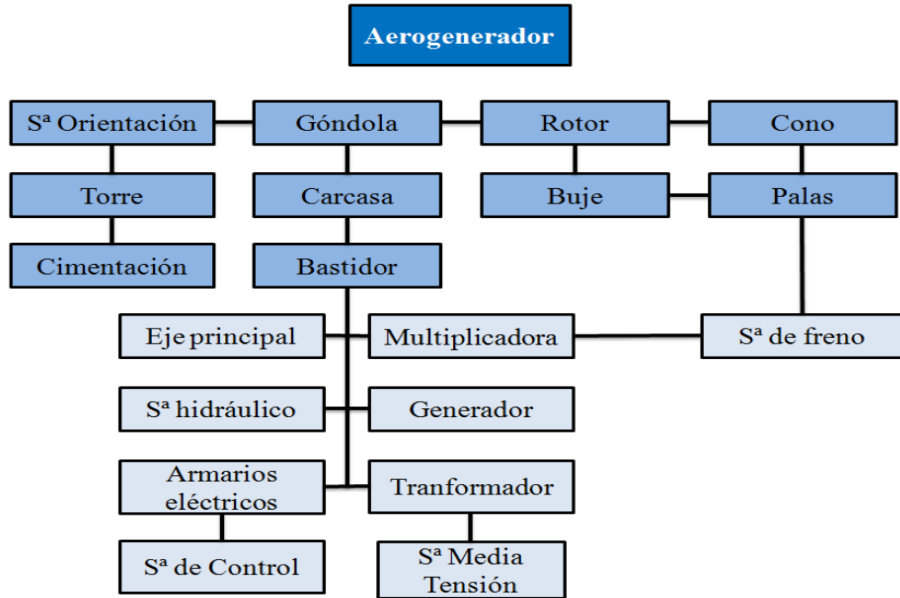 Aerogenerador
Sª Orientación
Góndola
Rotor
Cono
Torre
Carcasa
Buje
Palas
Cimentación
Bastidor
Eje principal
Multiplicadora
Sª de freno
Sª hidráulico
Generador
Armarios
eléctricos
Tranformador
Sª de Control
Sª Media
Tensión